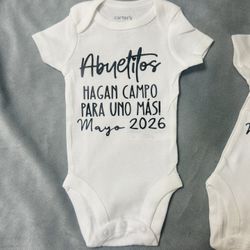 carter's
Abuelitos
HAGAN CAMPO
PARA UNO MÁS!
Mayo 2026